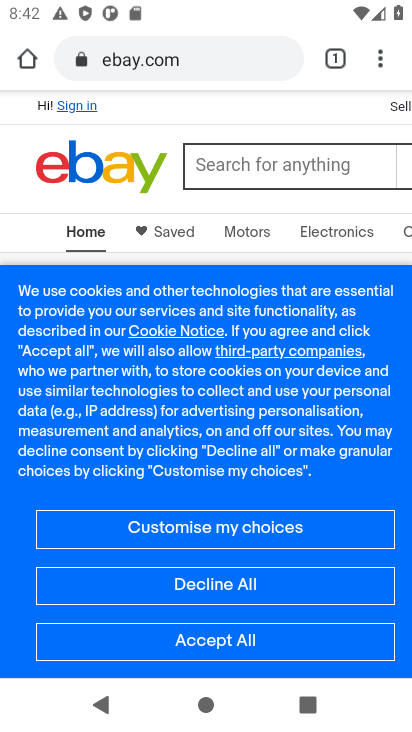 8:42
ebay.com
1
Hi! Sign in
Sell
ebay
Search for anything
Home
Saved
Motors
Electronics
We use cookies and other technologies that are essential
to provide you our services and site functionality, as
described in our Cookie Notice. If you agree and click
"Accept all", we will also allow third-party companies,
who we partner with, to store cookies on your device and
use similar technologies to collect and use your personal
data (e.g., IP address) for advertising personalisation,
measurement and analytics, on and off our sites. You may
decline consent by clicking "Decline all" or make granular
choices by clicking "Customise my choices".
Customise my choices
Decline All
Accept All